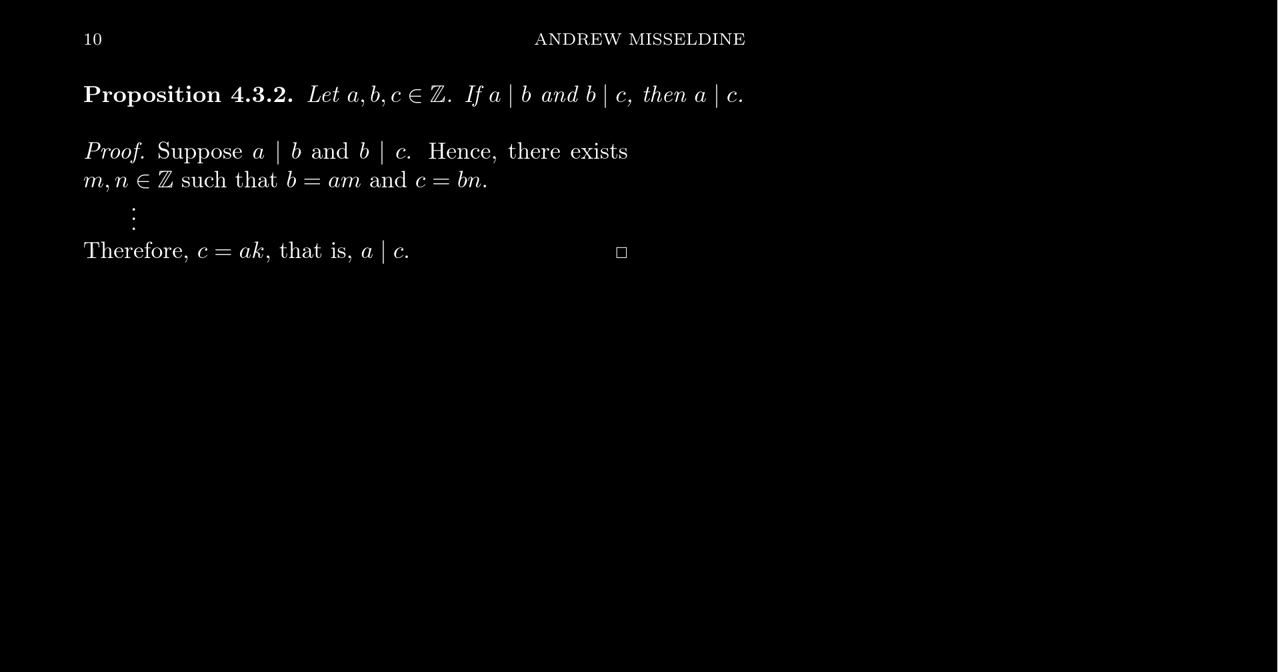 10 ANDREW MISSELDINE
Proposition 4.3.2. Let a, b, c ∈ ℤ. If a | b and b | c, then a | c.
Proof. Suppose a | b and b | c. Hence, there exists
m, n ∈ ℤ such that b = am and c = bn.
⋮
Therefore, c = ak, that is, a | c. □